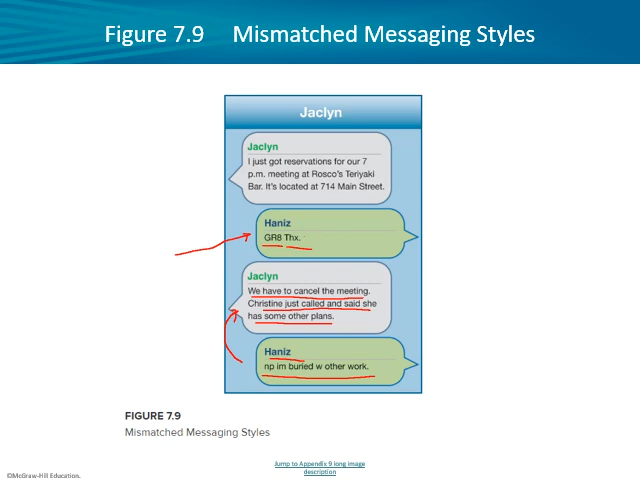 Figure 7.9 Mismatched Messaging Styles
Jaclyn
Jaclyn
I just got reservations for our 7
p.m. meeting at Rosco's Teriyaki
Bar. It's located at 714 Main Street.
Haniz
GR8 Thx.
Jaclyn
We have to cancel the meeting.
Christine just called and said she
has some other plans.
Haniz
np im buried w other work.
FIGURE 7.9
Mismatched Messaging Styles
Jump to Appendix 9 long image
description
©McGraw-Hill Education.